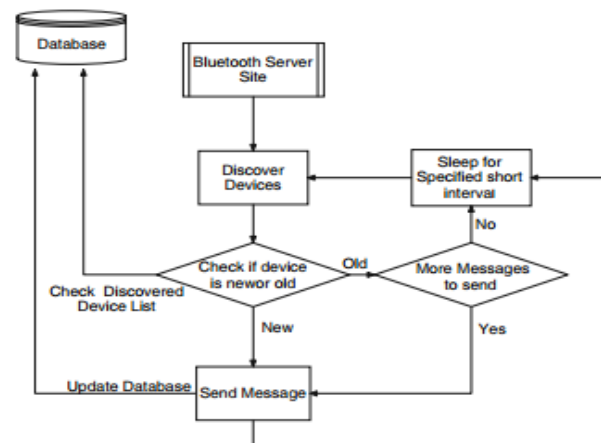 Database
Bluetooth Server
Site
Discover
Devices
Sleep for
Specified short
interval
No
Check if device
is newor old
Old
More Messages
to send
Check Discovered
Device List
New
Yes
Update Database
Send Message